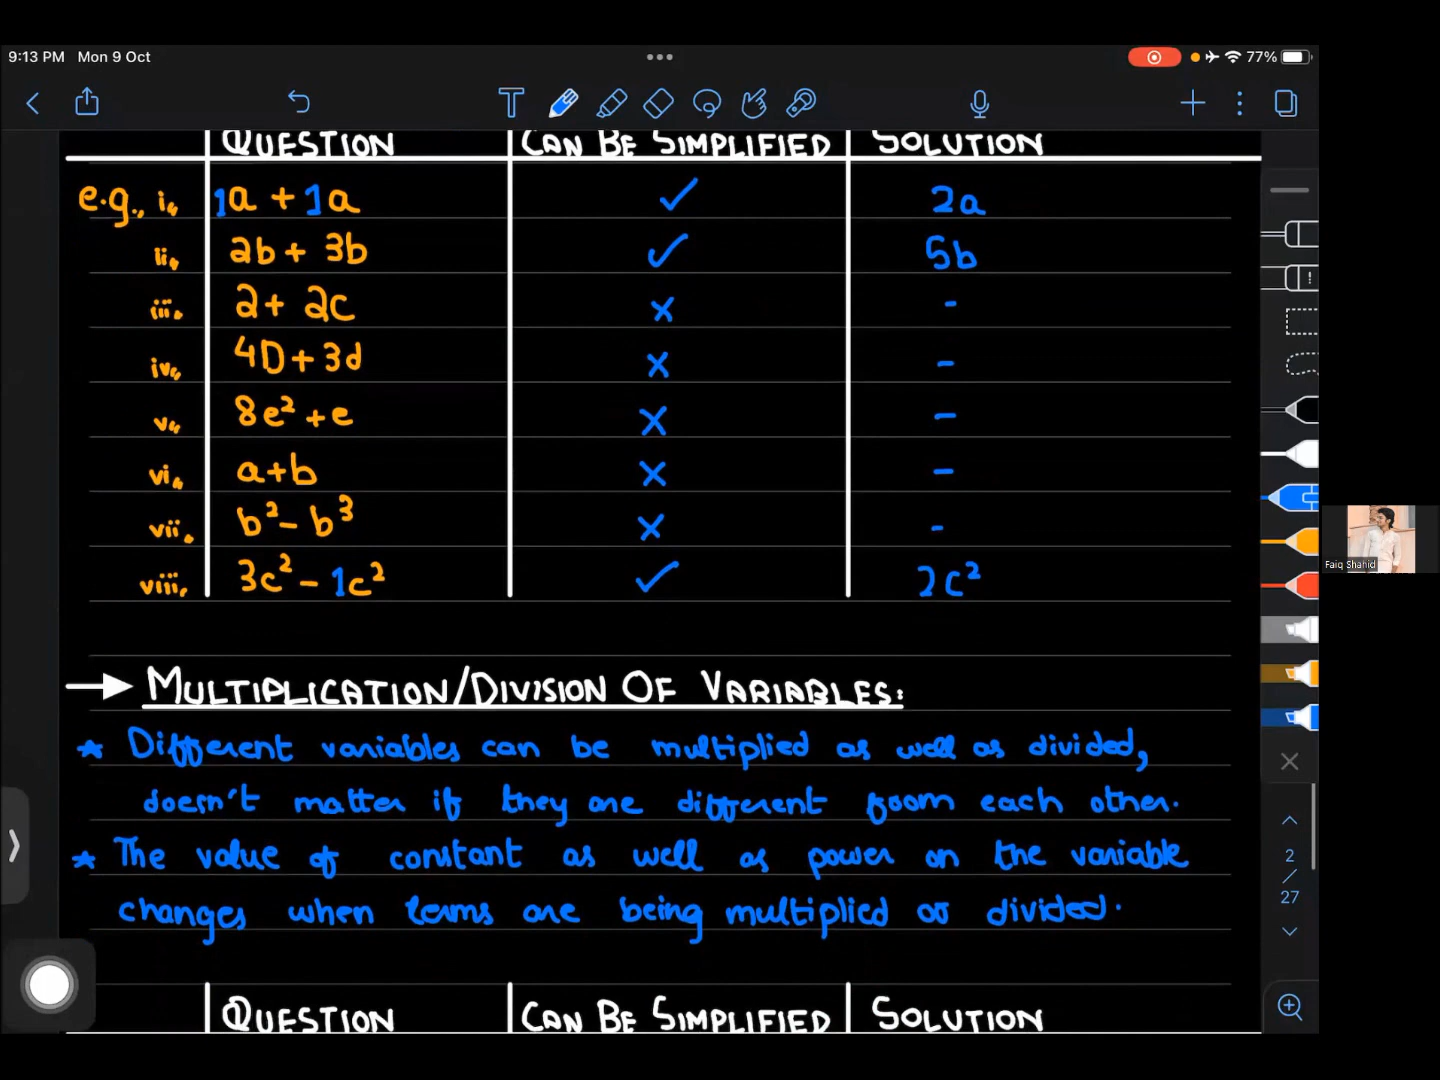 9:13 PM Mon 9 Oct 77%
QUESTION CAN BE SIMPLIFIED SOLUTION
e.g., i. 1a + 1a ✓ 2a
ii. 2b + 3b ✓ 5b
iii. 2 + 2c × -
iv. 4D + 3d × -
v. 8e² + e × -
vi. a+b × -
vii. b² - b³ × -
viii. 3c² - 1c² ✓ 2c²
→ MULTIPLICATION/DIVISION OF VARIABLES:
★ Different variables can be multiplied as well as divided,
doesn't matter if they are different from each other.
★ The value of constant as well as power on the variable
changes when terms are being multiplied or divided.
QUESTION CAN BE SIMPLIFIED SOLUTION
2
/
27
Faiq Shahid